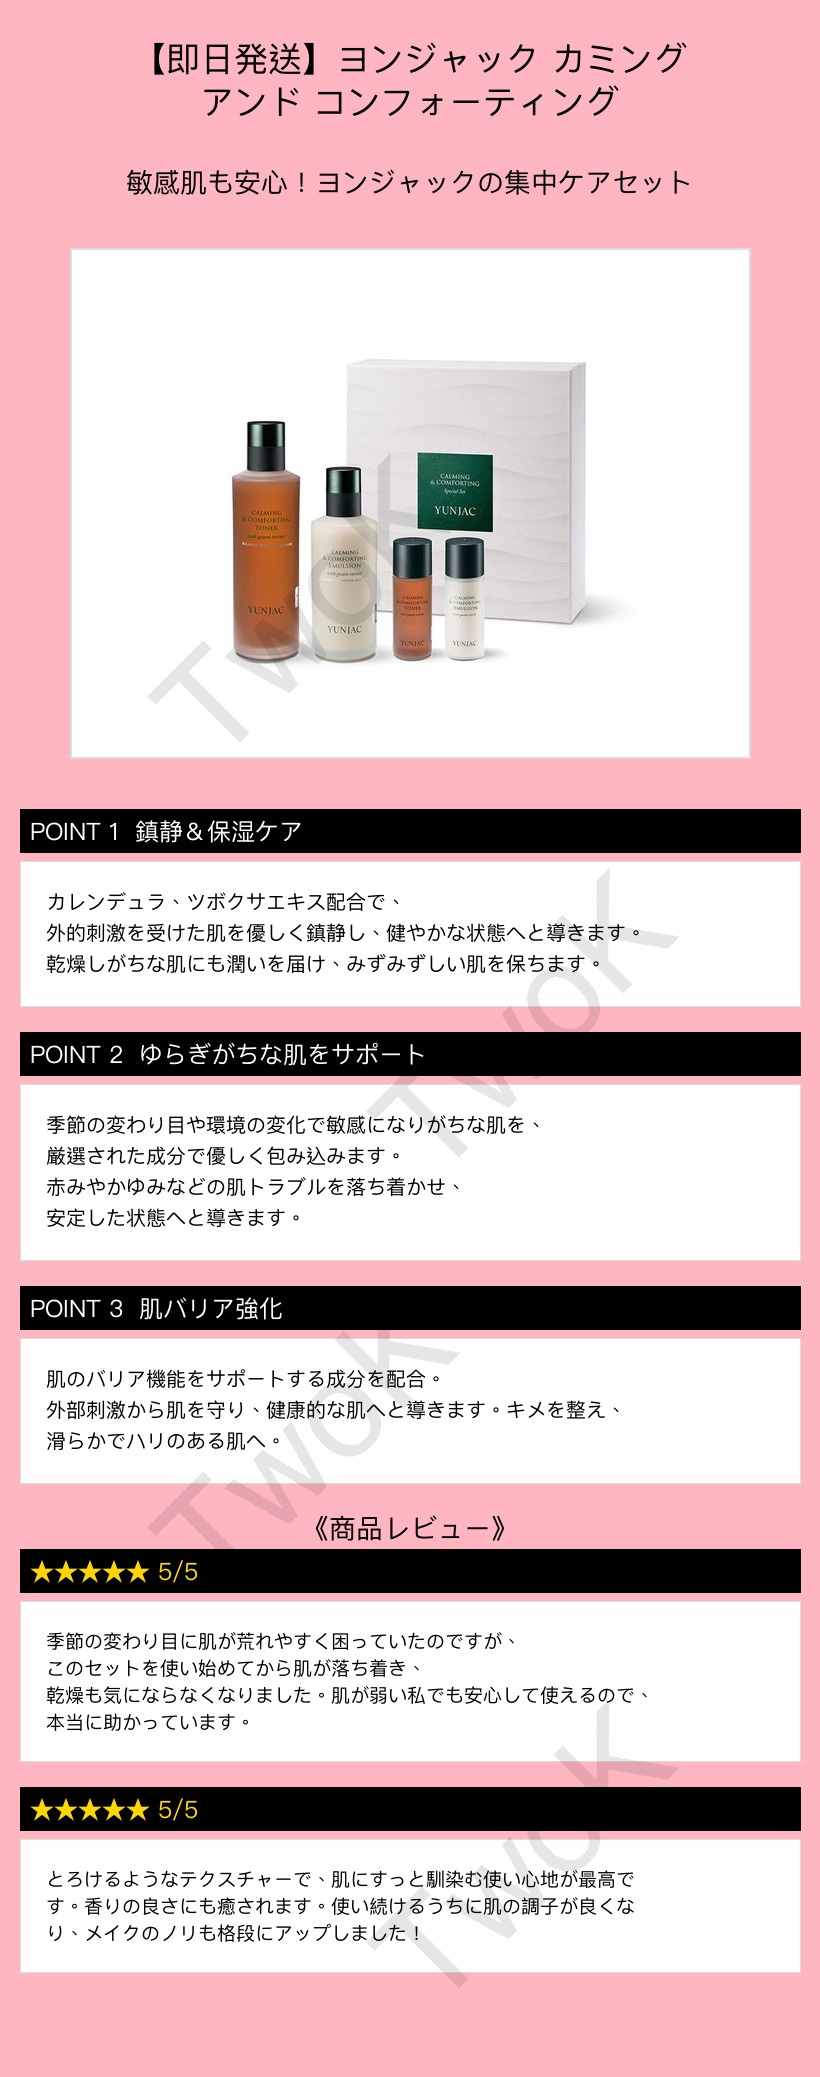 【即日発送】ヨンジャック カミング
アンド コンフォーティング
敏感肌も安心！ヨンジャックの集中ケアセット
CALMING
& COMFORTING
Special Set
YUNJAC
CALMING
& COMFORTING
TONER
YUNJAC
CALMING
& COMFORTING
EMULSION
YUNJAC
CALMING
& COMFORTING
TONER
YUNJAC
CALMING
& COMFORTING
EMULSION
YUNJAC
TwoK
POINT 1 鎮静＆保湿ケア
カレンデュラ、ツボクサエキス配合で、
外的刺激を受けた肌を優しく鎮静し、健やかな状態へと導きます。
乾燥しがちな肌にも潤いを届け、みずみずしい肌を保ちます。
TwoK
POINT 2 ゆらぎがちな肌をサポート
季節の変わり目や環境の変化で敏感になりがちな肌を、
厳選された成分で優しく包み込みます。
赤みやかゆみなどの肌トラブルを落ち着かせ、
安定した状態へと導きます。
POINT 3 肌バリア強化
肌のバリア機能をサポートする成分を配合。
外部刺激から肌を守り、健康的な肌へと導きます。キメを整え、
滑らかでハリのある肌へ。
TwoK
《商品レビュー》
★★★★★ 5/5
季節の変わり目に肌が荒れやすく困っていたのですが、
このセットを使い始めてから肌が落ち着き、
乾燥も気にならなくなりました。肌が弱い私でも安心して使えるので、
本当に助かっています。
★★★★★ 5/5
とろけるようなテクスチャーで、肌にすっと馴染む使い心地が最高で
す。香りの良さにも癒されます。使い続けるうちに肌の調子が良くな
り、メイクのノリも格段にアップしました！
TwoK